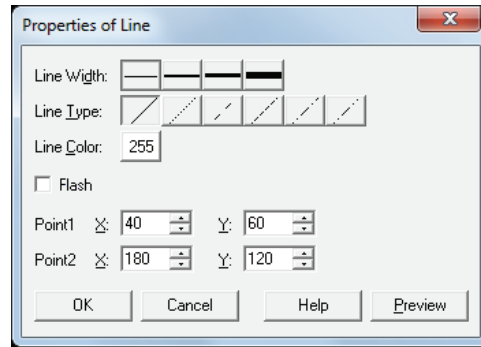 Properties of Line
Line Width:
Line Type:
Line Color: 255
Flash
Point1 X: 40 Y: 60
Point2 X: 180 Y: 120
OK Cancel Help Preview